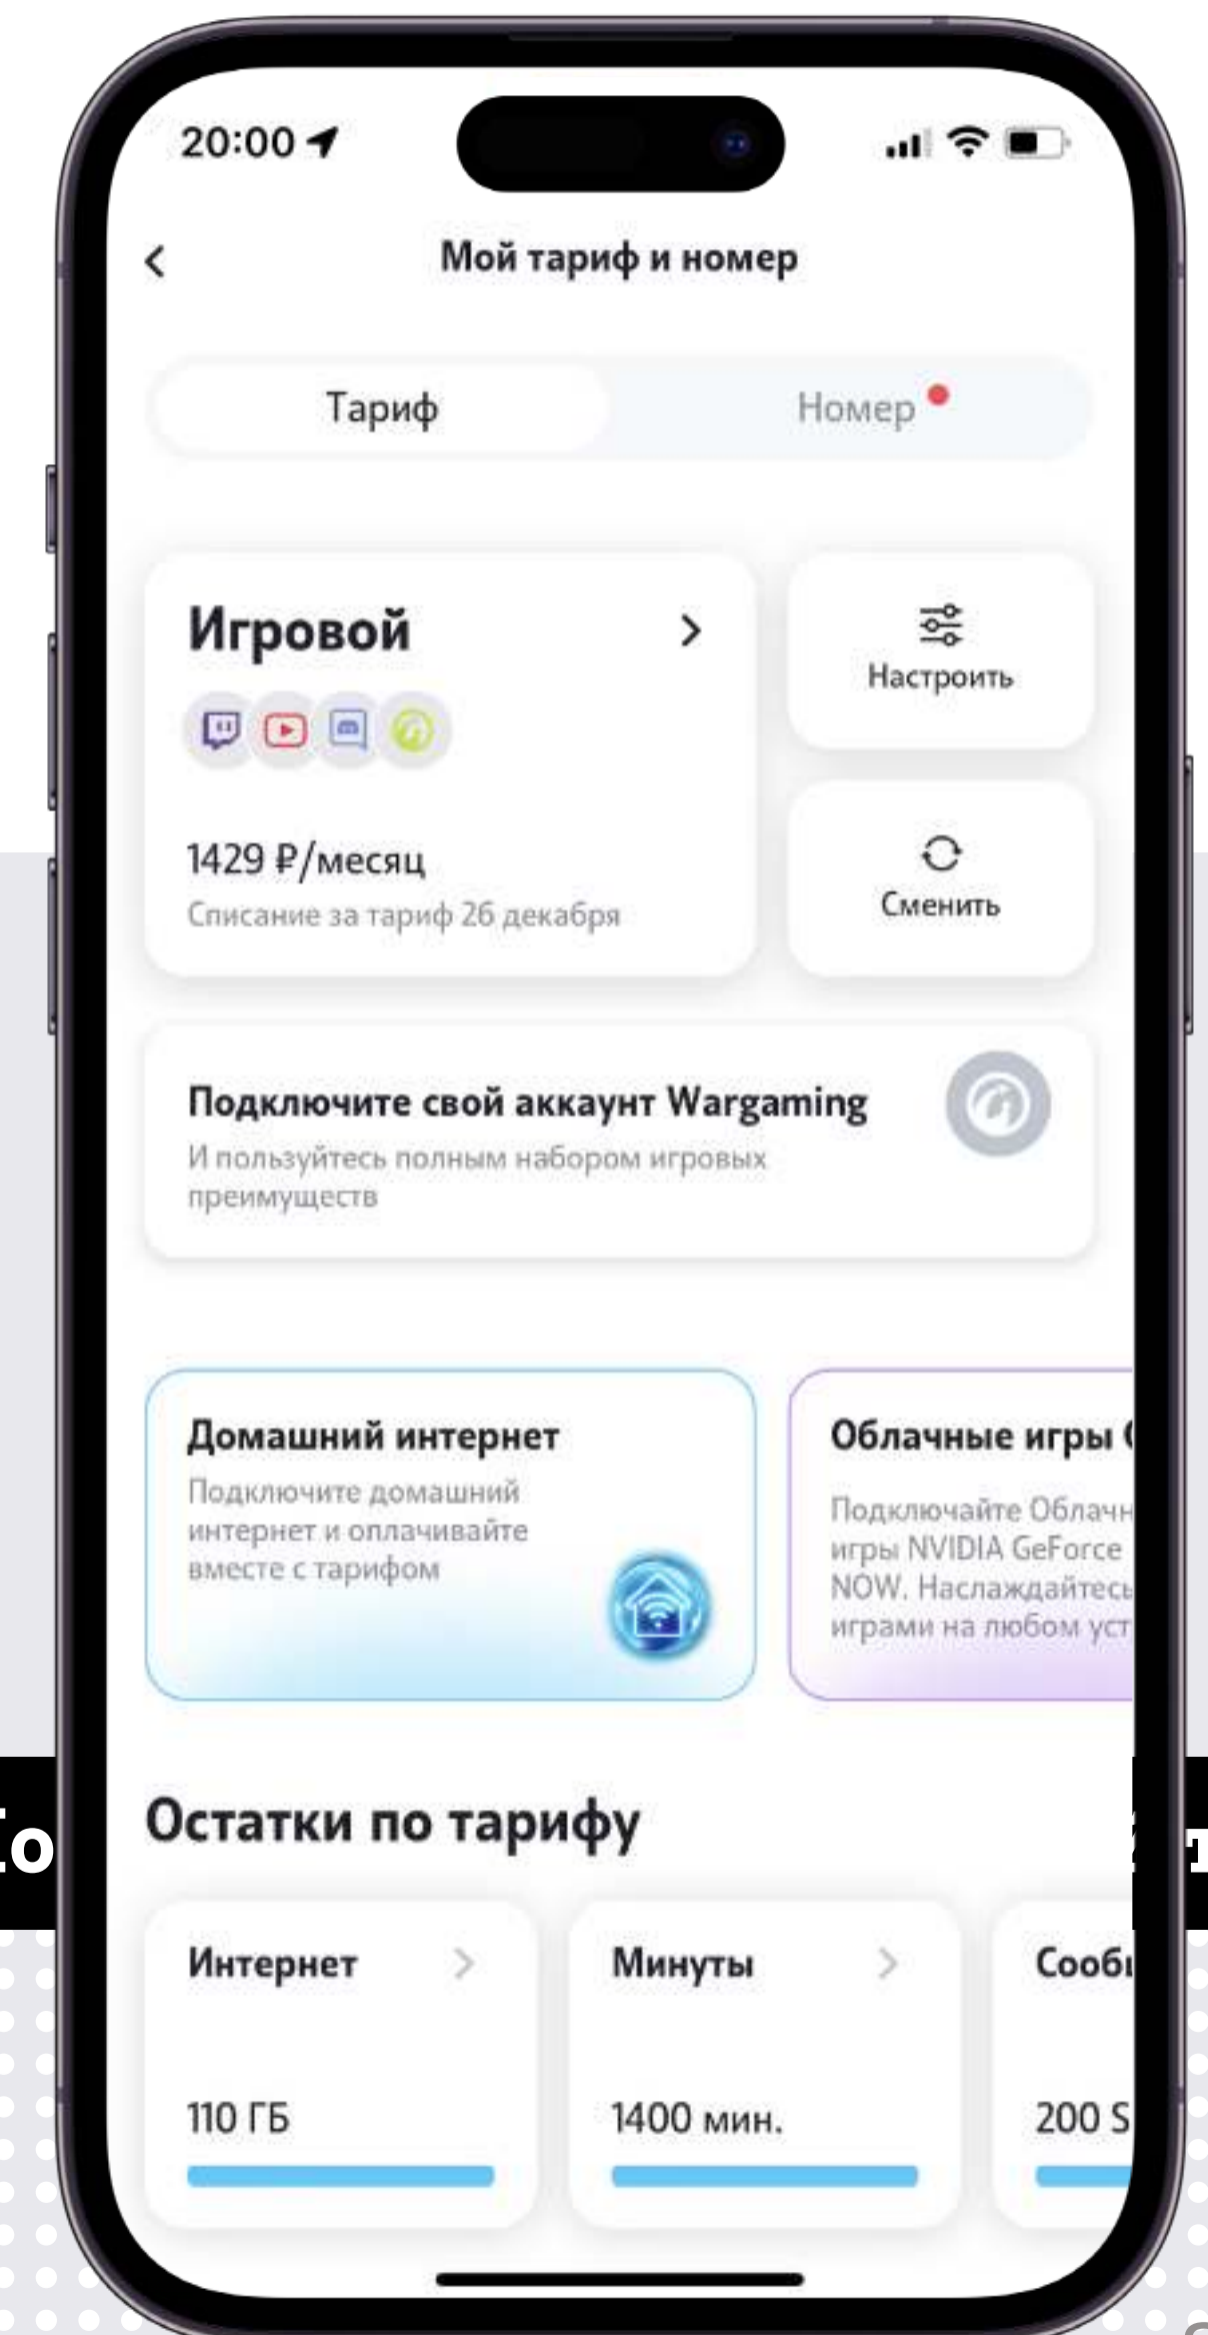 20:00
Мой тариф и номер
Тариф
Номер
Игровой
Настроить
1429 ₽/месяц
Списание за тариф 26 декабря
Сменить
Подключите свой аккаунт Wargaming
И пользуйтесь полным набором игровых
преимуществ
Домашний интернет
Подключите домашний
интернет и оплачивайте
вместе с тарифом
Облачные игры
Подключайте Облачн
игры NVIDIA GeForce
NOW. Наслаждайтесь
играми на любом уст
Остатки по тарифу
Интернет
110 ГБ
Минуты
1400 мин.
Сооб
200 S